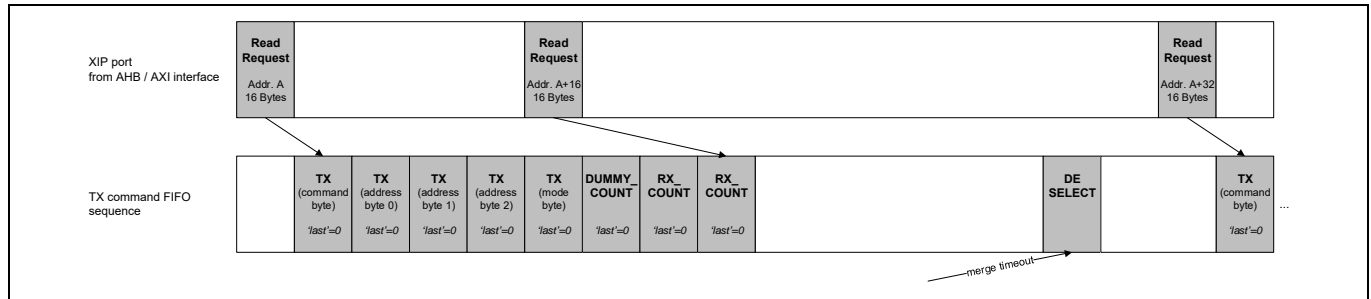 XIP port
from AHB / AXI interface
Read
Request
Addr. A
16 Bytes
Read
Request
Addr. A+16
16 Bytes
Read
Request
Addr. A+32
16 Bytes
TX command FIFO
sequence
TX
(command
byte)
'last'=0
TX
(address
byte 0)
'last'=0
TX
(address
byte 1)
'last'=0
TX
(address
byte 2)
'last'=0
TX
(mode
byte)
'last'=0
DUMMY_
COUNT
'last'=0
RX_
COUNT
'last'=0
RX_
COUNT
'last'=0
DE
SELECT
TX
(command
byte)
'last'=0
...
merge timeout